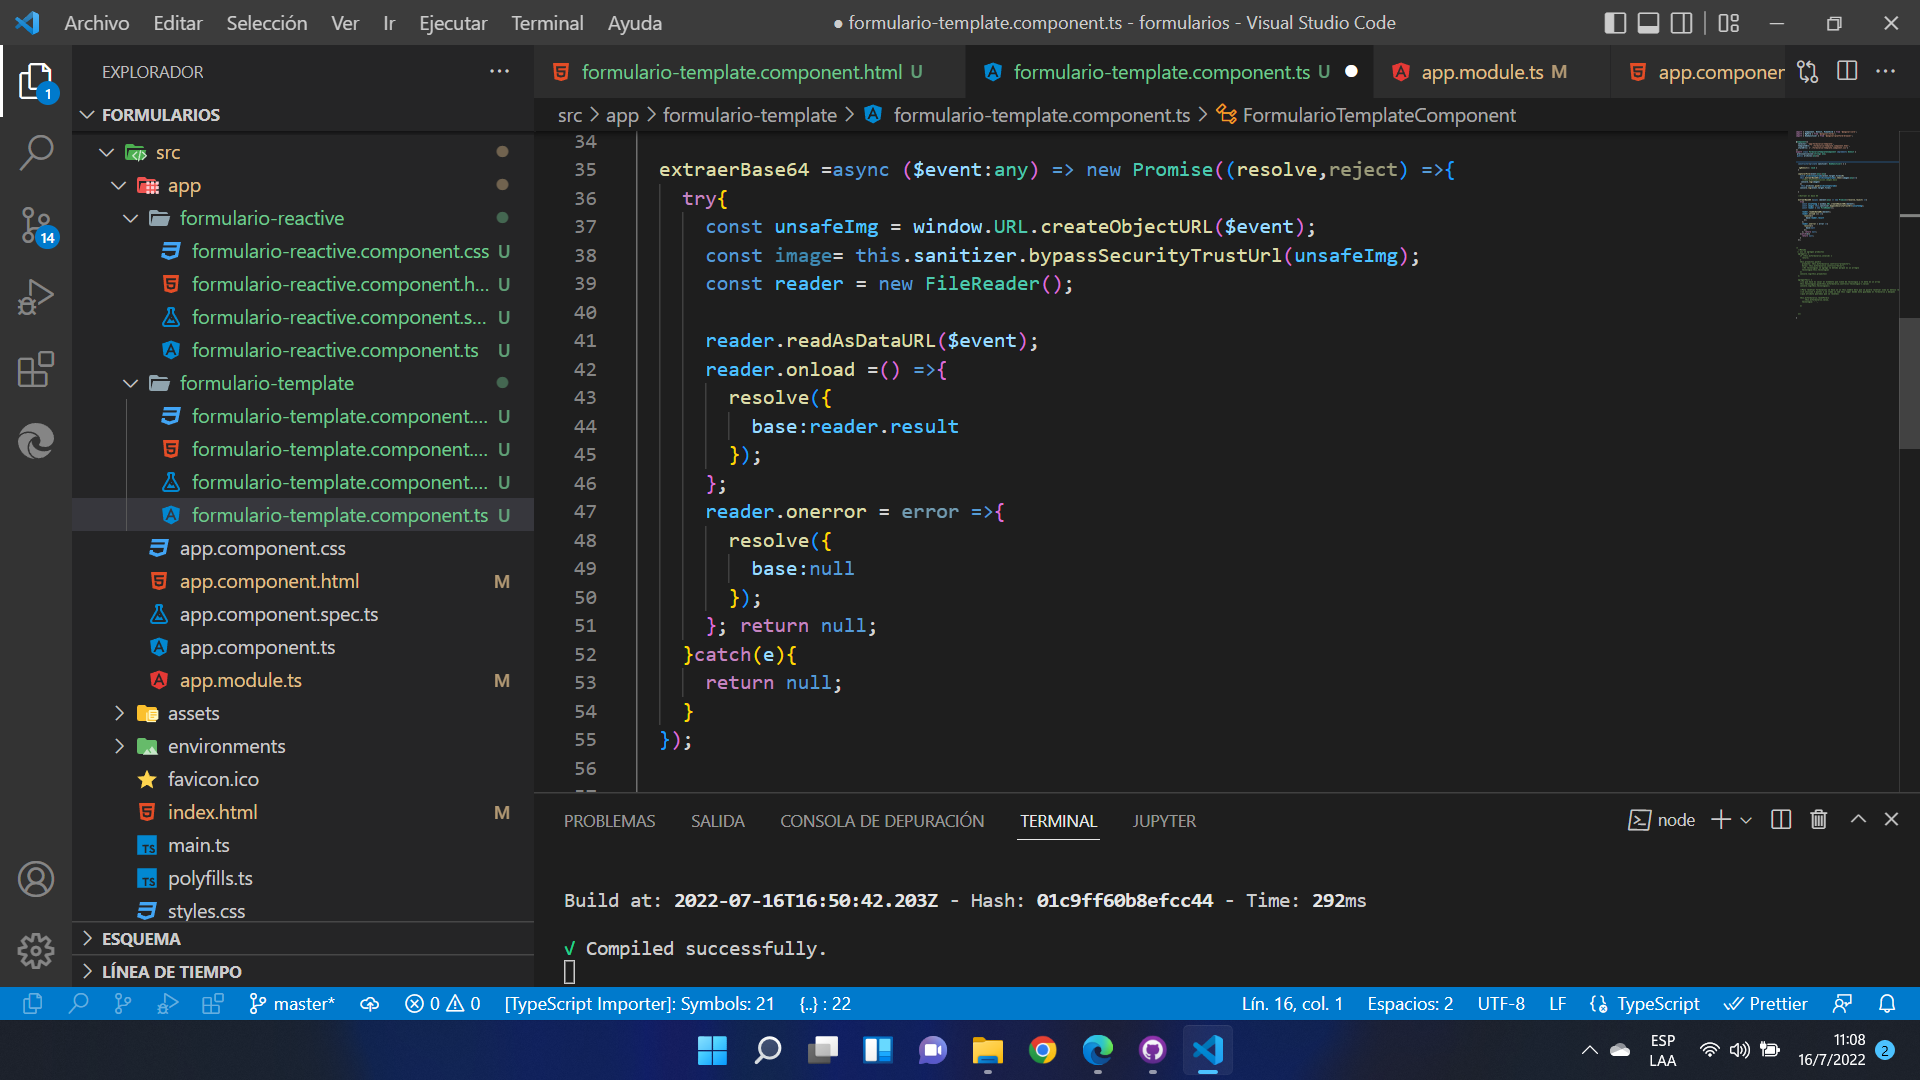 Archivo Editar Selección Ver Ir Ejecutar Terminal Ayuda
● formulario-template.component.ts - formularios - Visual Studio Code
EXPLORADOR
FORMULARIOS
src
app
formulario-reactive
formulario-reactive.component.css U
formulario-reactive.component.h... U
formulario-reactive.component.s... U
formulario-reactive.component.ts U
formulario-template
formulario-template.component.... U
formulario-template.component.... U
formulario-template.component.... U
formulario-template.component.ts U
app.component.css
app.component.html M
app.component.spec.ts
app.component.ts
app.module.ts M
assets
environments
favicon.ico
index.html M
main.ts
polyfills.ts
styles.css
ESQUEMA
LÍNEA DE TIEMPO
1
14
formulario-template.component.html U
formulario-template.component.ts U
app.module.ts M
app.componer
src > app > formulario-template > formulario-template.component.ts > FormularioTemplateComponent
34
35 extraerBase64 =async ($event:any) => new Promise((resolve,reject) =>{
36 try{
37 const unsafeImg = window.URL.createObjectURL($event);
38 const image= this.sanitizer.bypassSecurityTrustUrl(unsafeImg);
39 const reader = new FileReader();
40
41 reader.readAsDataURL($event);
42 reader.onload =() =>{
43 resolve({
44 base:reader.result
45 });
46 };
47 reader.onerror = error =>{
48 resolve({
49 base:null
50 });
51 }; return null;
52 }catch(e){
53 return null;
54 }
55 });
56
PROBLEMAS SALIDA CONSOLA DE DEPURACIÓN TERMINAL JUPYTER
node
Build at: 2022-07-16T16:50:42.203Z - Hash: 01c9ff60b8efcc44 - Time: 292ms
√ Compiled successfully.
master* 0 0 [TypeScript Importer]: Symbols: 21 {..} : 22
Lín. 16, col. 1 Espacios: 2 UTF-8 LF TypeScript Prettier
ESP
LAA
11:08
16/7/2022
2